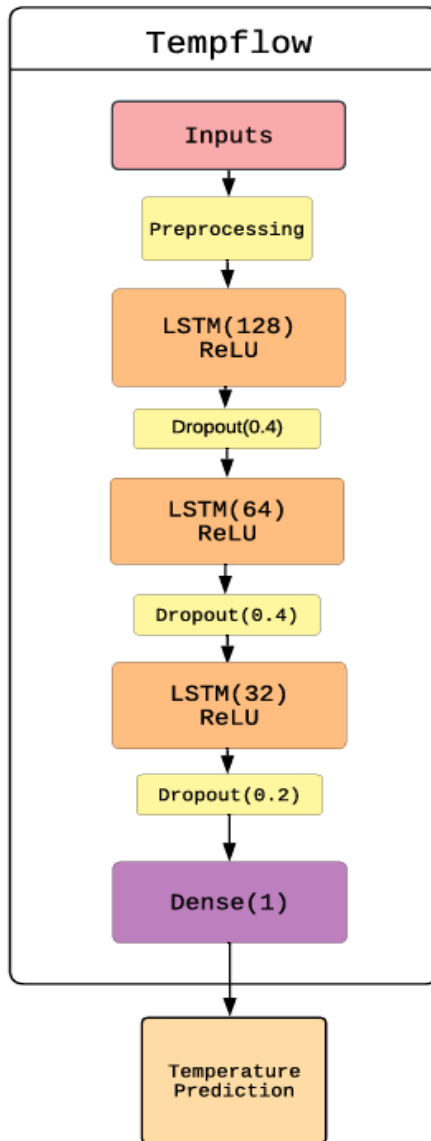 Tempflow
Inputs
Preprocessing
LSTM(128)
ReLU
Dropout(0.4)
LSTM(64)
ReLU
Dropout(0.4)
LSTM(32)
ReLU
Dropout(0.2)
Dense(1)
Temperature
Prediction